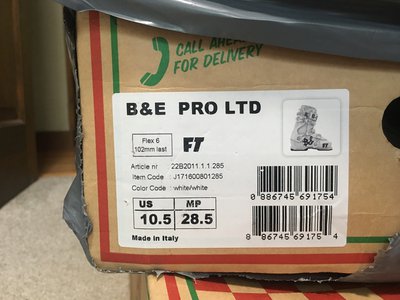 CALL AHEAD
FOR DELIVERY
B&E PRO LTD
Flex 6
102mm last
FT
Article nr 22B2011.1.1.285
Item Code : J171600801285
Color Code : white/white
US MP
10.5 28.5
Made in Italy
0 886745 691754
8 86745 69175 4